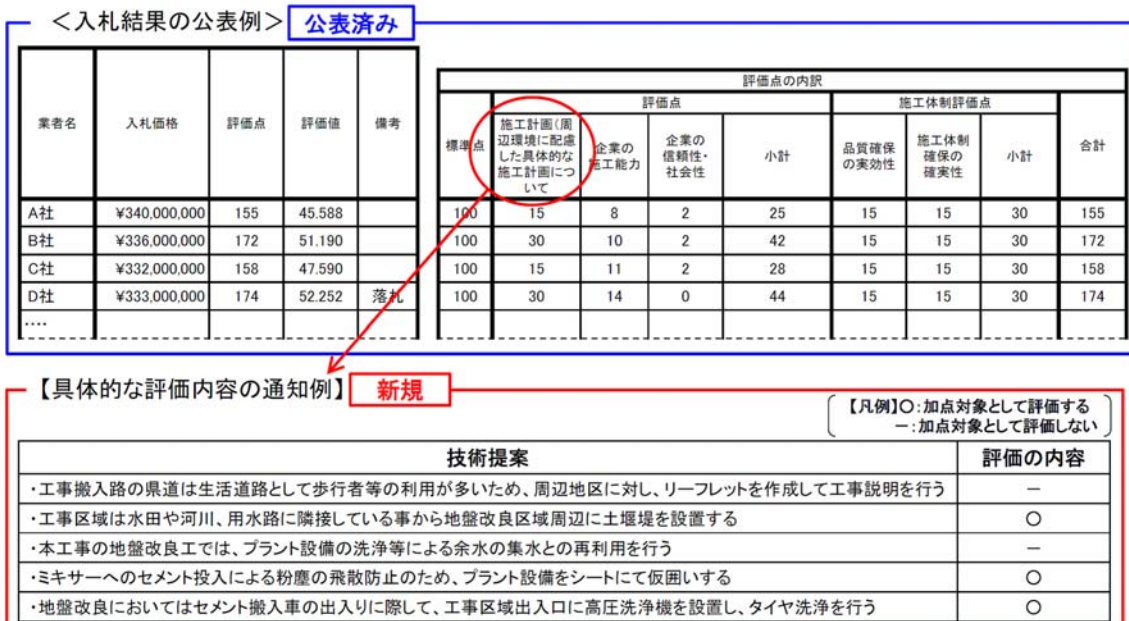 ＜入札結果の公表例＞ 公表済み
業者名 入札価格 評価点 評価値 備考
評価点の内訳
標準点 評価点 施工体制評価点 合計
施工計画(周
辺環境に配慮
した具体的な
施工計画につ
いて
企業の
施工能力
企業の
信頼性・
社会性
小計
品質確保
の実効性
施工体制
確保の
確実性
小計
A社 ¥340,000,000 155 45.588 100 15 8 2 25 15 15 30 155
B社 ¥336,000,000 172 51.190 100 30 10 2 42 15 15 30 172
C社 ¥332,000,000 158 47.590 100 15 11 2 28 15 15 30 158
D社 ¥333,000,000 174 52.252 落札 100 30 14 0 44 15 15 30 174
‥‥
【具体的な評価内容の通知例】 新規
【凡例】○：加点対象として評価する
－：加点対象として評価しない
技術提案 評価の内容
・工事搬入路の県道は生活道路として歩行者等の利用が多いため、周辺地区に対し、リーフレットを作成して工事説明を行う －
・工事区域は水田や河川、用水路に隣接している事から地盤改良区域周辺に土堰堤を設置する ○
・本工事の地盤改良工では、プラント設備の洗浄等による余水の集水との再利用を行う －
・ミキサーへのセメント投入による粉塵の飛散防止のため、プラント設備をシートにて仮囲いする ○
・地盤改良においてはセメント搬入車の出入りに際して、工事区域出入口に高圧洗浄機を設置し、タイヤ洗浄を行う ○